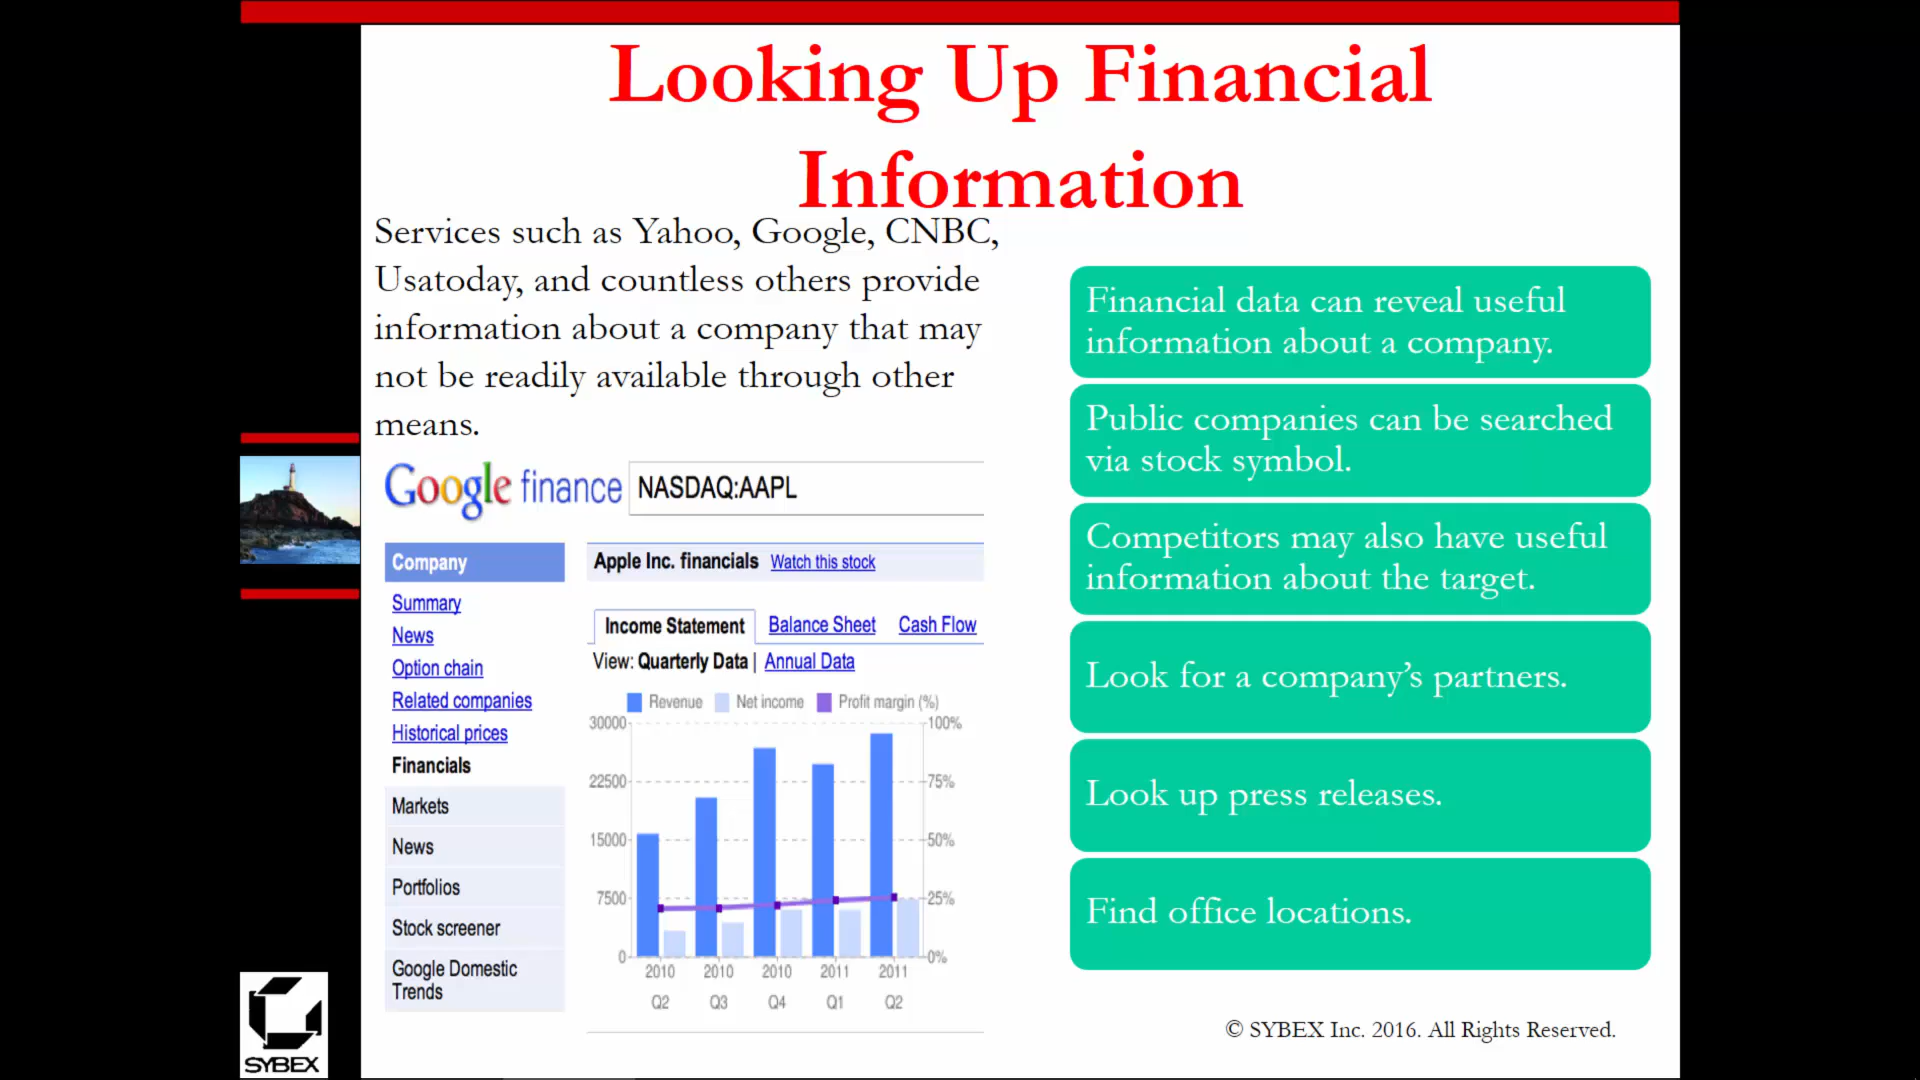 Looking Up Financial
Information
Services such as Yahoo, Google, CNBC,
Usatoday, and countless others provide
information about a company that may
not be readily available through other
means.
Google finance NASDAQ:AAPL
Company
Summary
News
Option chain
Related companies
Historical prices
Financials
Markets
News
Portfolios
Stock screener
Google Domestic
Trends
Apple Inc. financials Watch this stock
Income Statement Balance Sheet Cash Flow
View: Quarterly Data | Annual Data
Revenue Net income Profit margin (%)
30000 100%
22500 75%
15000 50%
7500 25%
0 0%
2010 2010 2010 2011 2011
Q2 Q3 Q4 Q1 Q2
Financial data can reveal useful
information about a company.
Public companies can be searched
via stock symbol.
Competitors may also have useful
information about the target.
Look for a company’s partners.
Look up press releases.
Find office locations.
© SYBEX Inc. 2016. All Rights Reserved.
SYBEX